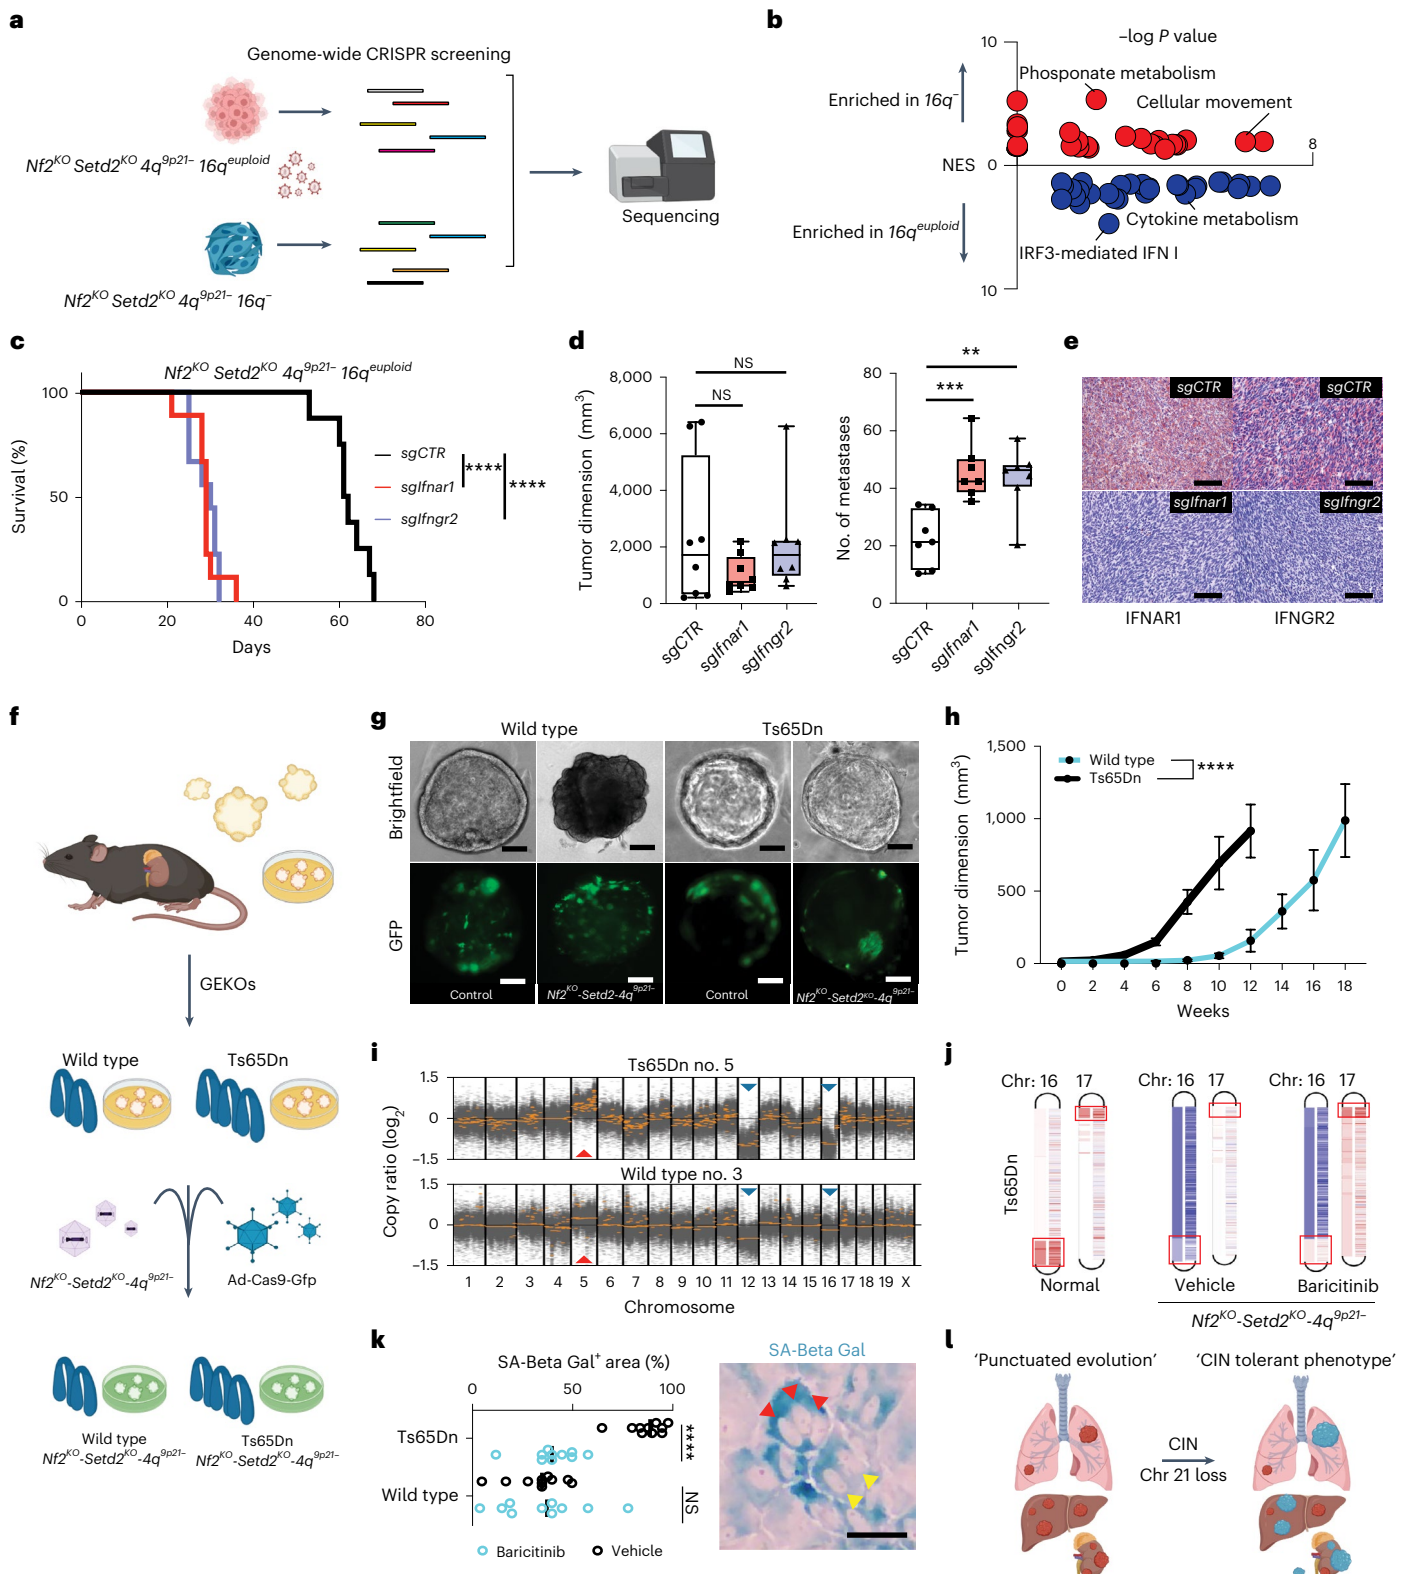 a
Genome-wide CRISPR screening
Nf2KO Setd2KO 4q9p21– 16qeuploid
Nf2KO Setd2KO 4q9p21– 16q–
Sequencing
b
–log P value
10
Enriched in 16q–
Phosponate metabolism
Cellular movement
NES
0
8
Enriched in 16qeuploid
Cytokine metabolism
IRF3-mediated IFN I
10
c
Nf2KO Setd2KO 4q9p21– 16qeuploid
Survival (%)
100
50
0
0 20 40 60 80
Days
sgCTR
sgIfnar1
sgIfngr2
****
****
d
Tumor dimension (mm3)
8,000
6,000
4,000
2,000
0
NS
NS
sgCTR
sgIfnar1
sgIfngr2
No. of metastases
80
60
40
20
0
**
***
sgCTR
sgIfnar1
sgIfngr2
e
sgCTR
sgCTR
sgIfnar1
sgIfngr2
IFNAR1
IFNGR2
f
GEKOs
Wild type
Ts65Dn
Nf2KO-Setd2KO-4q9p21–
Ad-Cas9-Gfp
Wild type
Nf2KO-Setd2KO-4q9p21–
Ts65Dn
Nf2KO-Setd2KO-4q9p21–
g
Wild type
Ts65Dn
Brightfield
GFP
Control
Nf2KO-Setd2-4q9p21–
Control
Nf2KO-Setd2KO-4q9p21–
h
Tumor dimension (mm3)
1,500
1,000
500
0
Wild type
Ts65Dn
****
0 2 4 6 8 10 12 14 16 18
Weeks
i
Ts65Dn no. 5
Copy ratio (log2)
1.5
0
–1.5
Wild type no. 3
1.5
0
–1.5
1 2 3 4 5 6 7 8 9 10 11 12 13 14 15 16 17 18 19 X
Chromosome
j
Chr: 16 17
Chr: 16 17
Chr: 16 17
Ts65Dn
Normal
Vehicle
Baricitinib
Nf2KO-Setd2KO-4q9p21–
k
SA-Beta Gal+ area (%)
0 50 100
Ts65Dn
Wild type
****
NS
Baricitinib
Vehicle
SA-Beta Gal
l
'Punctuated evolution'
'CIN tolerant phenotype'
CIN
Chr 21 loss